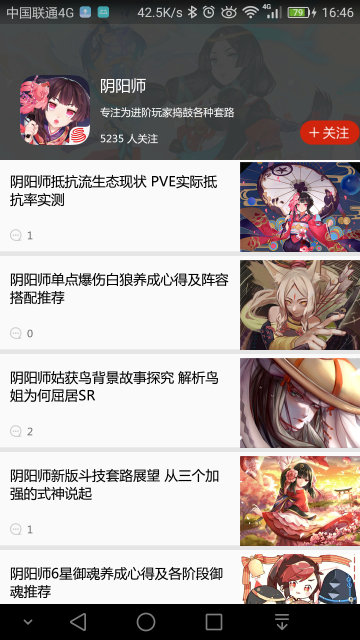 中国联通4G 42.5K/s 4G 79 16:46
阴阳师
专注为进阶玩家捣鼓各种套路
5235 人关注
+ 关注
阴阳师抵抗流生态现状 PVE实际抵
抗率实测
1
阴阳师单点爆伤白狼养成心得及阵容
搭配推荐
0
阴阳师姑获鸟背景故事探究 解析鸟
姐为何屈居SR
2
阴阳师新版斗技套路展望 从三个加
强的式神说起
1
阴阳师6星御魂养成心得及各阶段御
魂推荐